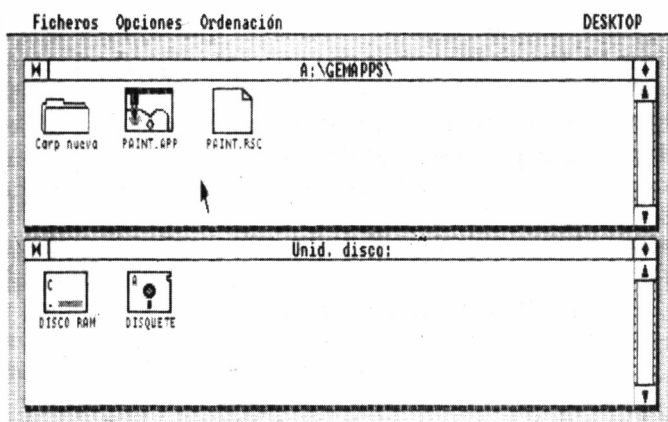 Ficheros Opciones Ordenación DESKTOP
A:\GEMAPPS\
Carp nueva PAINT.APP PAINT.RSC
Unid. disco:
C A
DISCO RAM DISQUETE